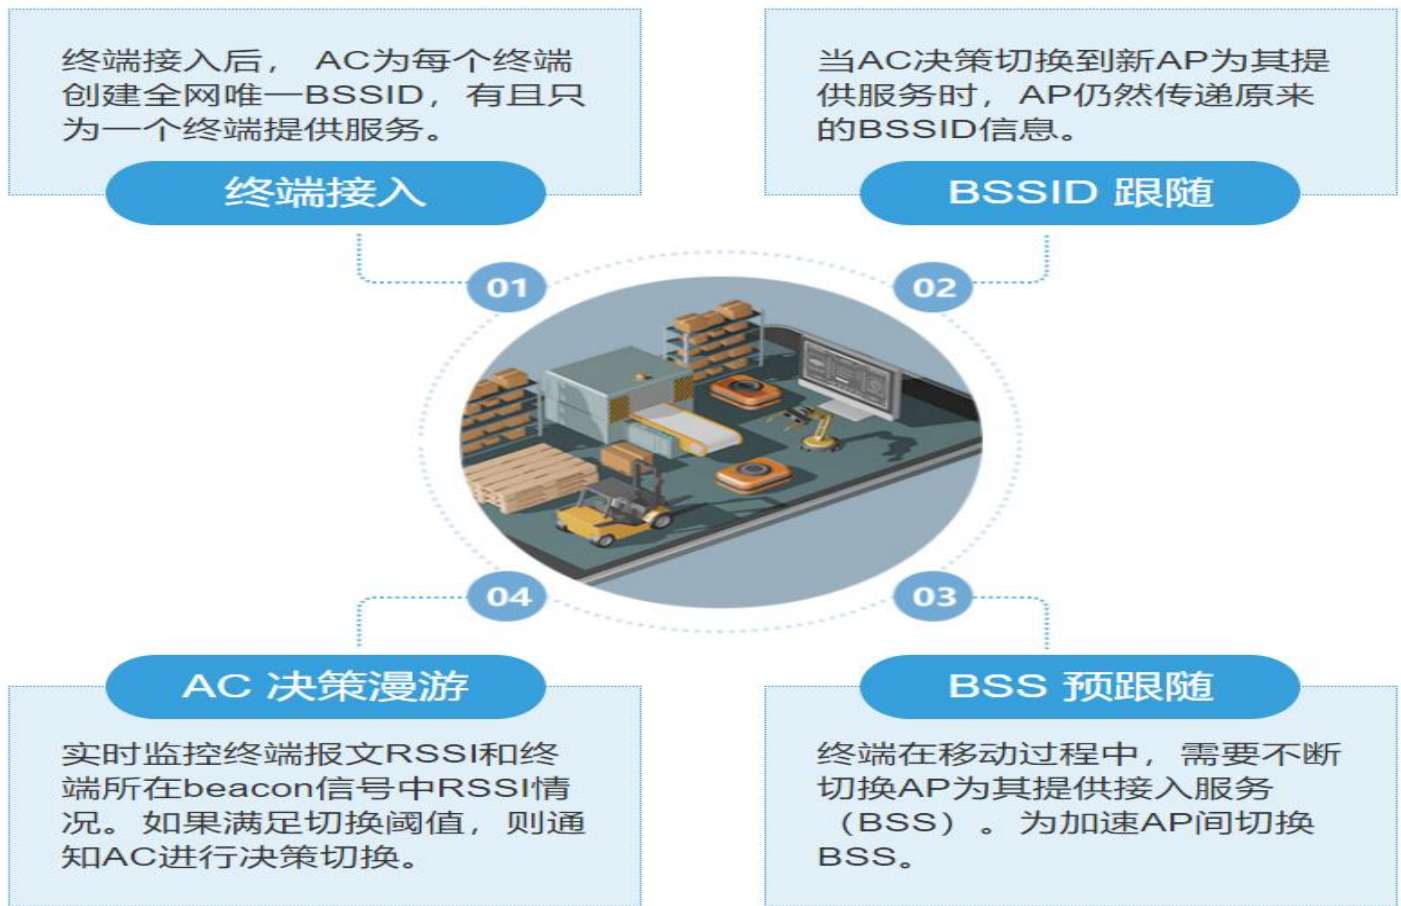 终端接入后， AC为每个终端
创建全网唯一BSSID，有且只
为一个终端提供服务。
终端接入
01
当AC决策切换到新AP为其提
供服务时，AP仍然传递原来
的BSSID信息。
BSSID 跟随
02
03
BSS 预跟随
终端在移动过程中，需要不断
切换AP为其提供接入服务
（BSS）。为加速AP间切换
BSS。
04
AC 决策漫游
实时监控终端报文RSSI和终
端所在beacon信号中RSSI情
况。如果满足切换阈值，则通
知AC进行决策切换。